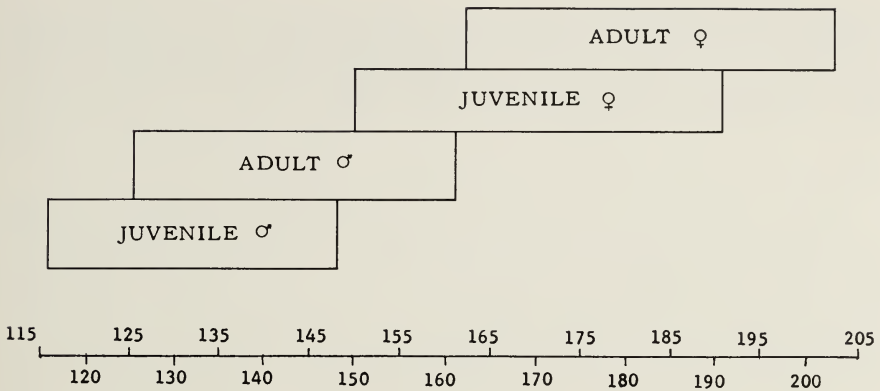 ADULT ♀
JUVENILE ♀
ADULT ♂
JUVENILE ♂
115 125 135 145 155 165 175 185 195 205
120 130 140 150 160 170 180 190 200